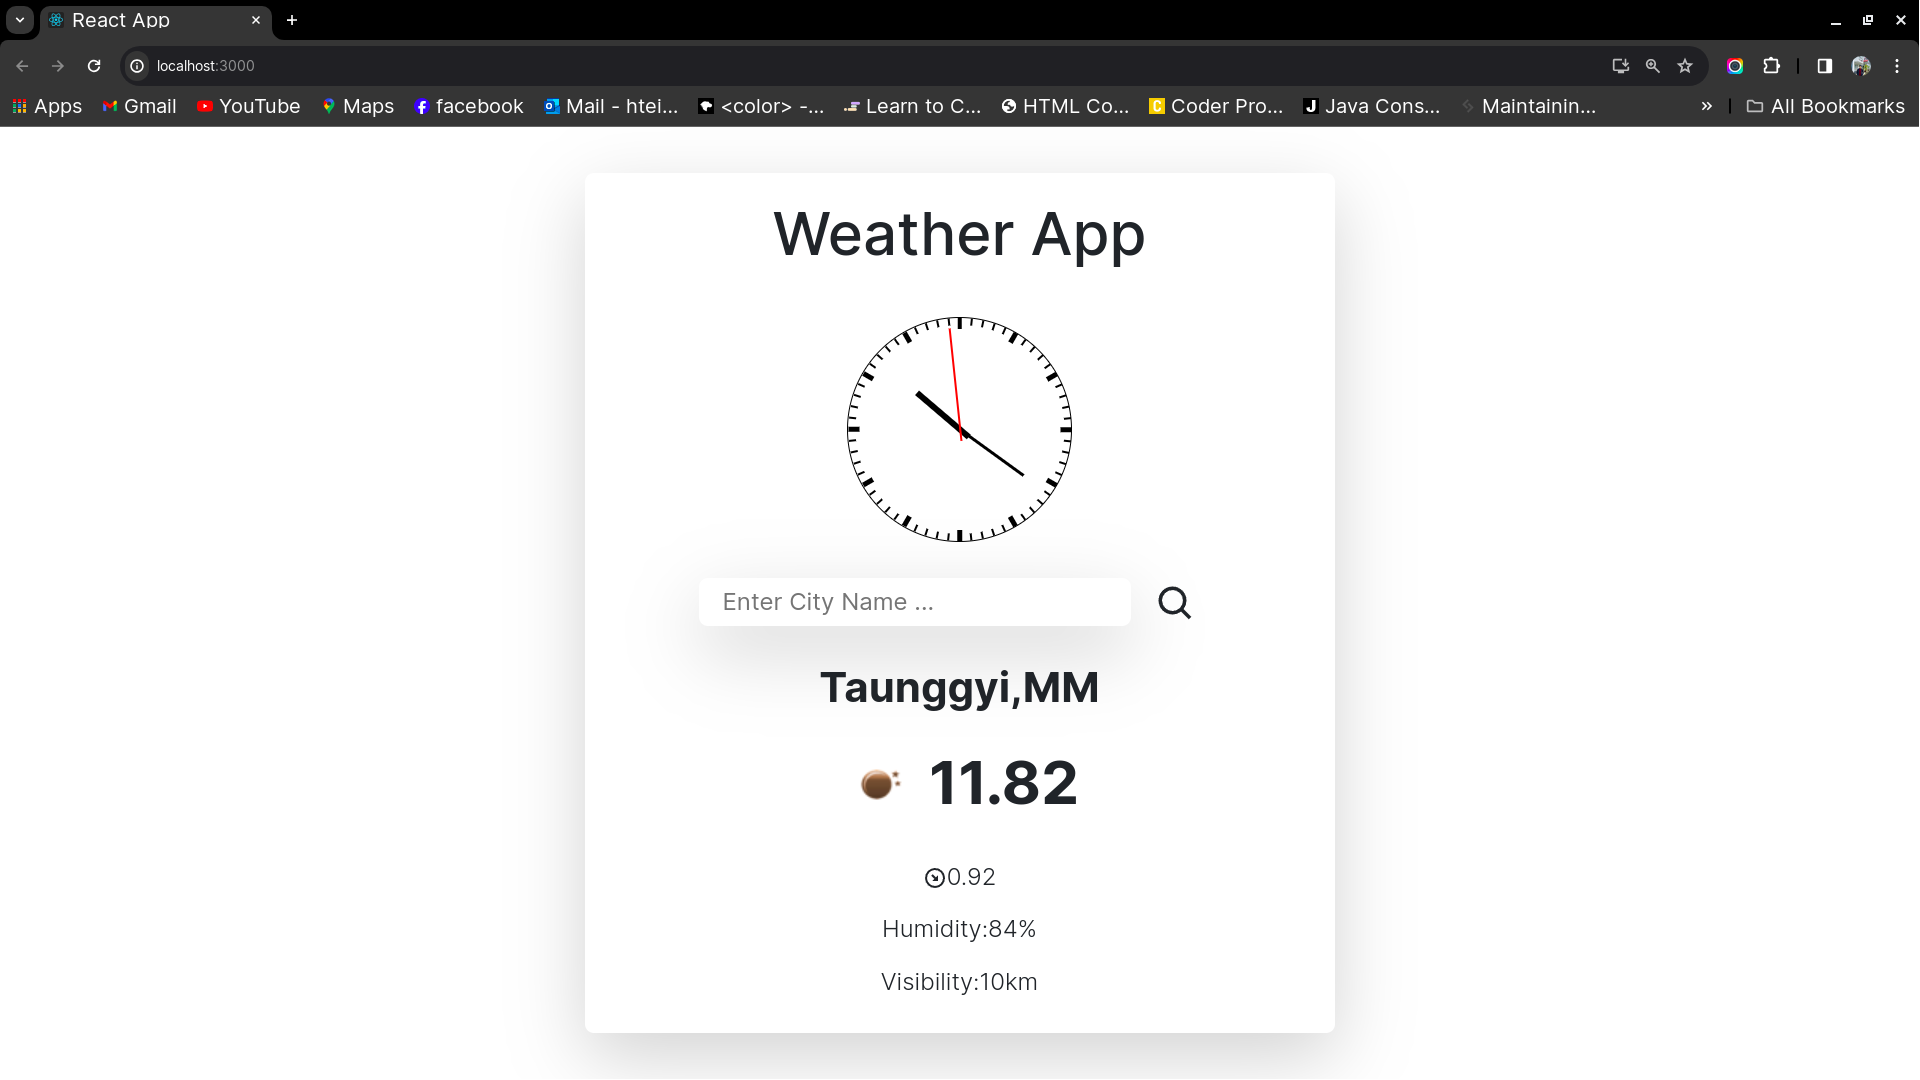 React App
localhost:3000
Apps Gmail YouTube Maps facebook Mail - htei... <color> -... Learn to C... HTML Co... Coder Pro... Java Cons... Maintainin... » All Bookmarks
Weather App
Enter City Name ...
Taunggyi,MM
11.82
0.92
Humidity:84%
Visibility:10km